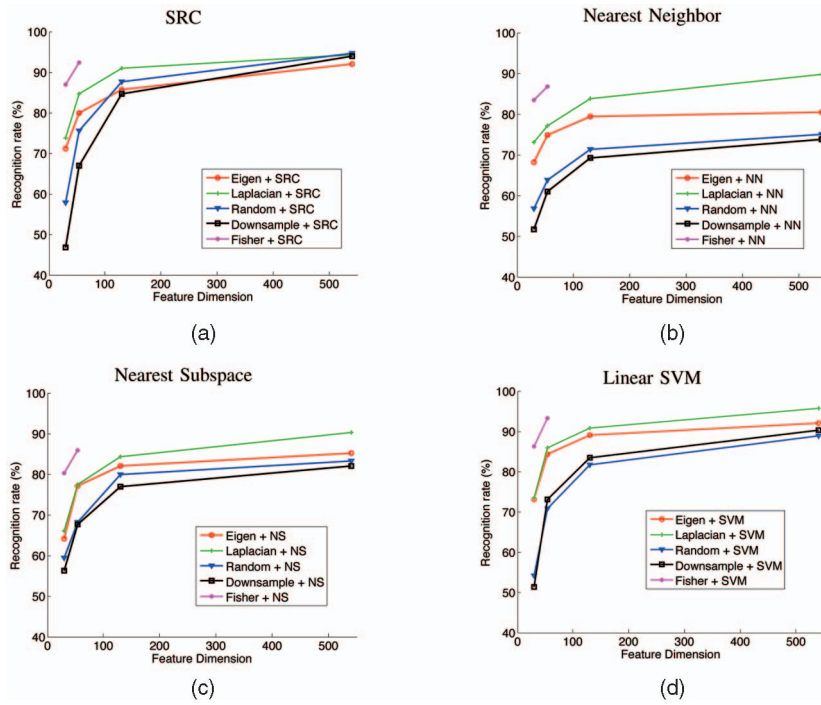 SRC
100
90
80
70
60
50
40
Recognition rate (%)
0 100 200 300 400 500
Feature Dimension
Eigen + SRC
Laplacian + SRC
Random + SRC
Downsample + SRC
Fisher + SRC
(a)
Nearest Neighbor
100
90
80
70
60
50
40
Recognition rate (%)
0 100 200 300 400 500
Feature Dimension
Eigen + NN
Laplacian + NN
Random + NN
Downsample + NN
Fisher + NN
(b)
Nearest Subspace
100
90
80
70
60
50
40
Recognition rate (%)
0 100 200 300 400 500
Feature Dimension
Eigen + NS
Laplacian + NS
Random + NS
Downsample + NS
Fisher + NS
(c)
Linear SVM
100
90
80
70
60
50
40
Recognition rate (%)
0 100 200 300 400 500
Feature Dimension
Eigen + SVM
Laplacian + SVM
Random + SVM
Downsample + SVM
Fisher + SVM
(d)